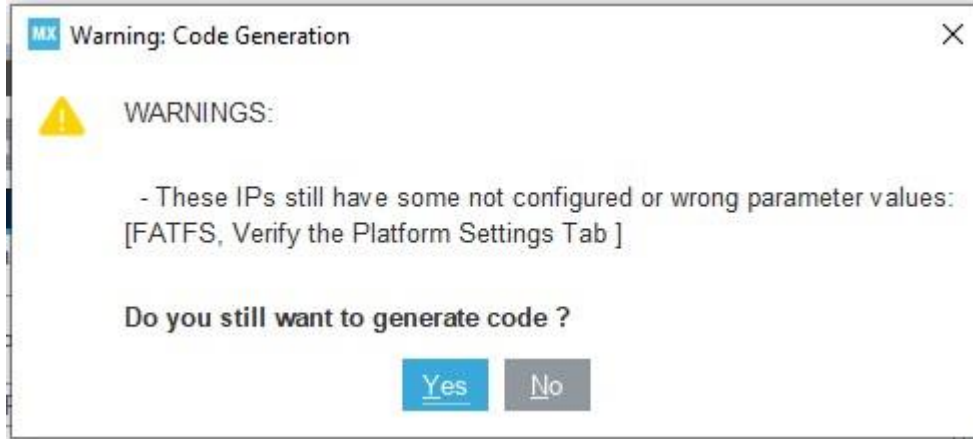 MX Warning: Code Generation
WARNINGS:
- These IPs still have some not configured or wrong parameter values:
[FATFS, Verify the Platform Settings Tab ]
Do you still want to generate code ?
Yes No